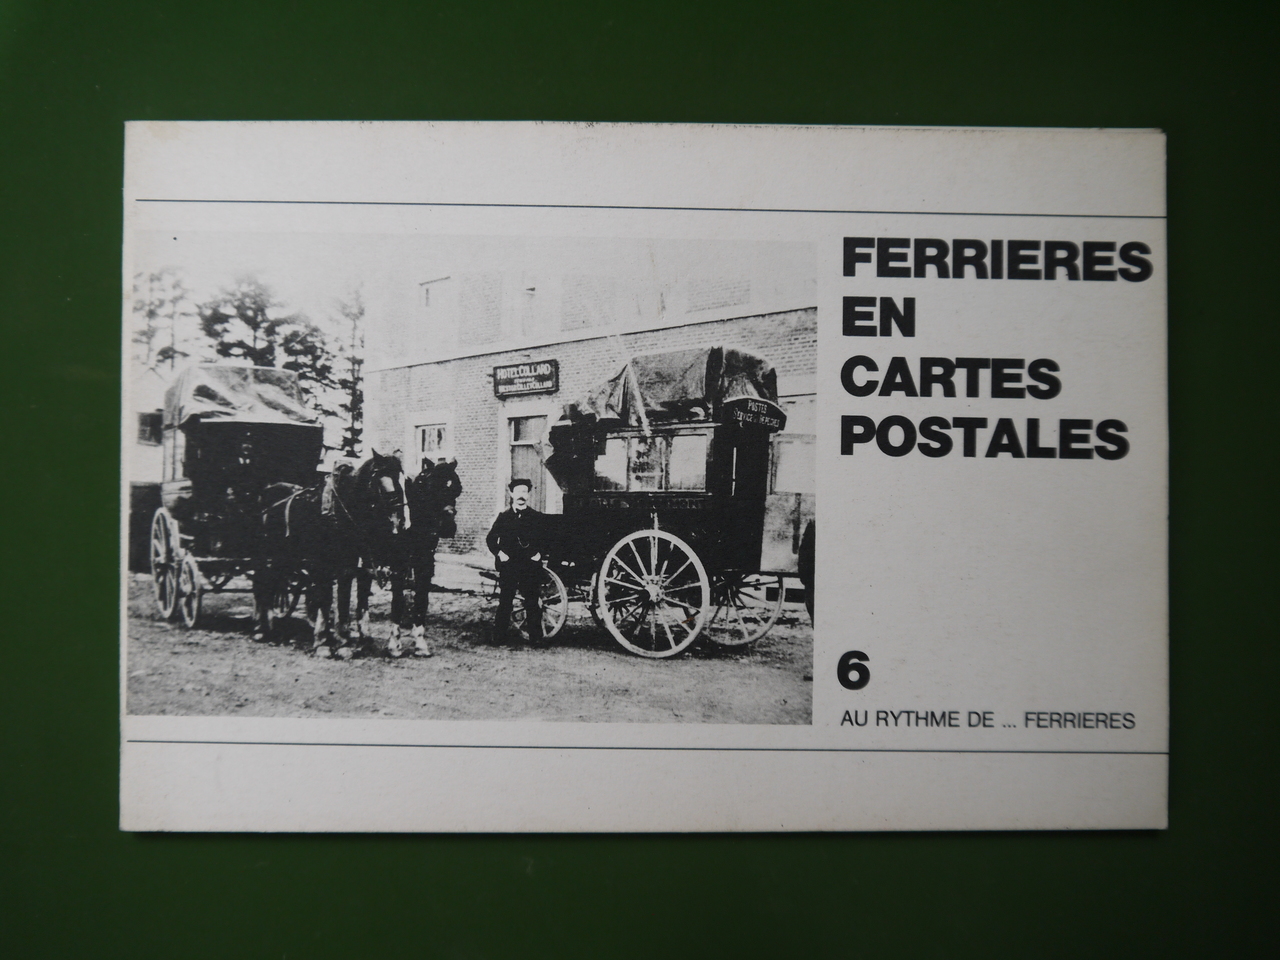 FERRIERES
EN
CARTES
POSTALES
HOTEL COLLARD
POSTES
6
AU RYTHME DE ... FERRIERES